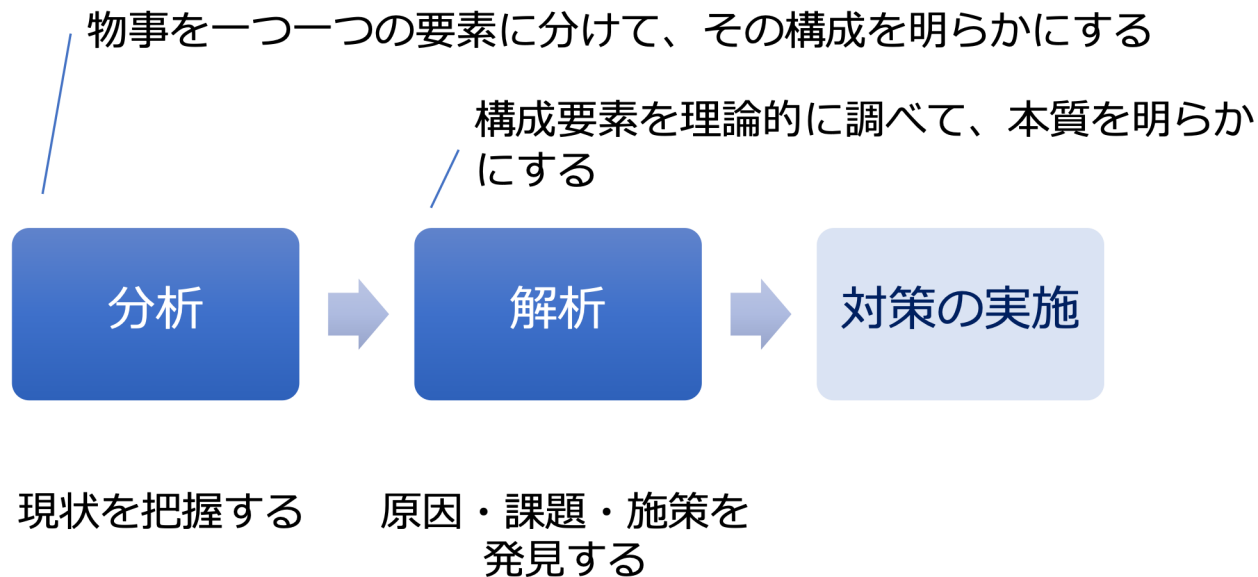 物事を一つ一つの要素に分けて、その構成を明らかにする
構成要素を理論的に調べて、本質を明らか
にする
分析
解析
対策の実施
現状を把握する
原因・課題・施策を
発見する